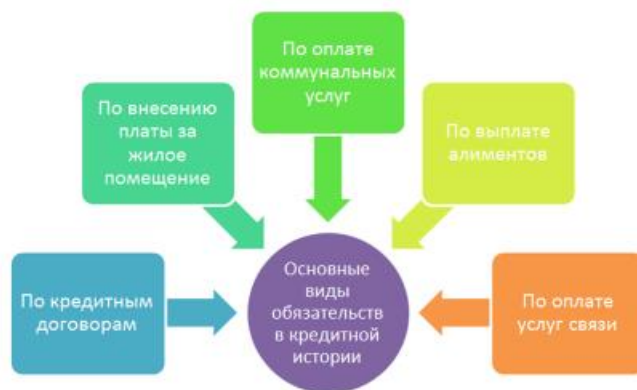 По оплате
коммунальных
услуг
По внесению
платы за
жилое
помещение
По выплате
алиментов
По кредитным
договорам
Основные
виды
обязательств
в кредитной
истории
По оплате
услуг связи